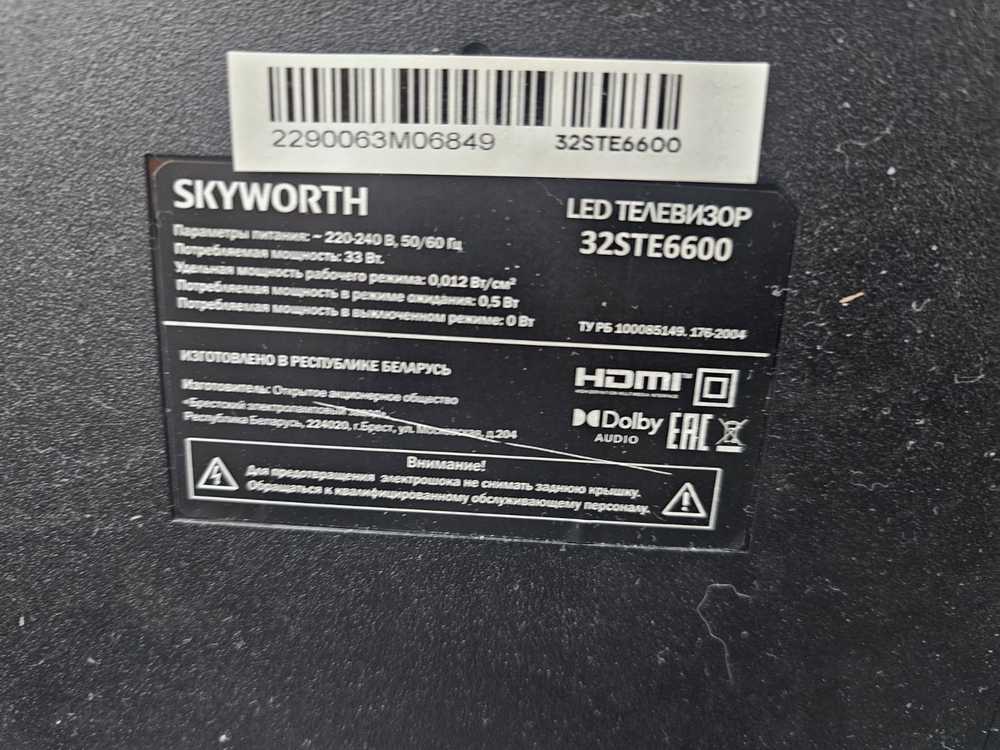 2290063M06849 32STE6600
SKYWORTH
LED ТЕЛЕВИЗОР
32STE6600
Параметры питания: ~ 220-240 В, 50/60 Гц
Потребляемая мощность: 33 Вт.
Удельная мощность рабочего режима: 0,012 Вт/см²
Потребляемая мощность в режиме ожидания: 0,5 Вт
Потребляемая мощность в выключенном режиме: 0 Вт
ТУ РБ 100085149. 176-2004
ИЗГОТОВЛЕНО В РЕСПУБЛИКЕ БЕЛАРУСЬ
Изготовитель: Открытое акционерное общество
«Брестский электроламповый завод»
Республика Беларусь, 224020, г.Брест, ул. Московская, д.204
HDMI
HIGH-DEFINITION MULTIMEDIA INTERFACE
Dolby
AUDIO
EAC
Внимание!
Для предотвращения электрошока не снимать заднюю крышку.
Обращаться к квалифицированному обслуживающему персоналу.